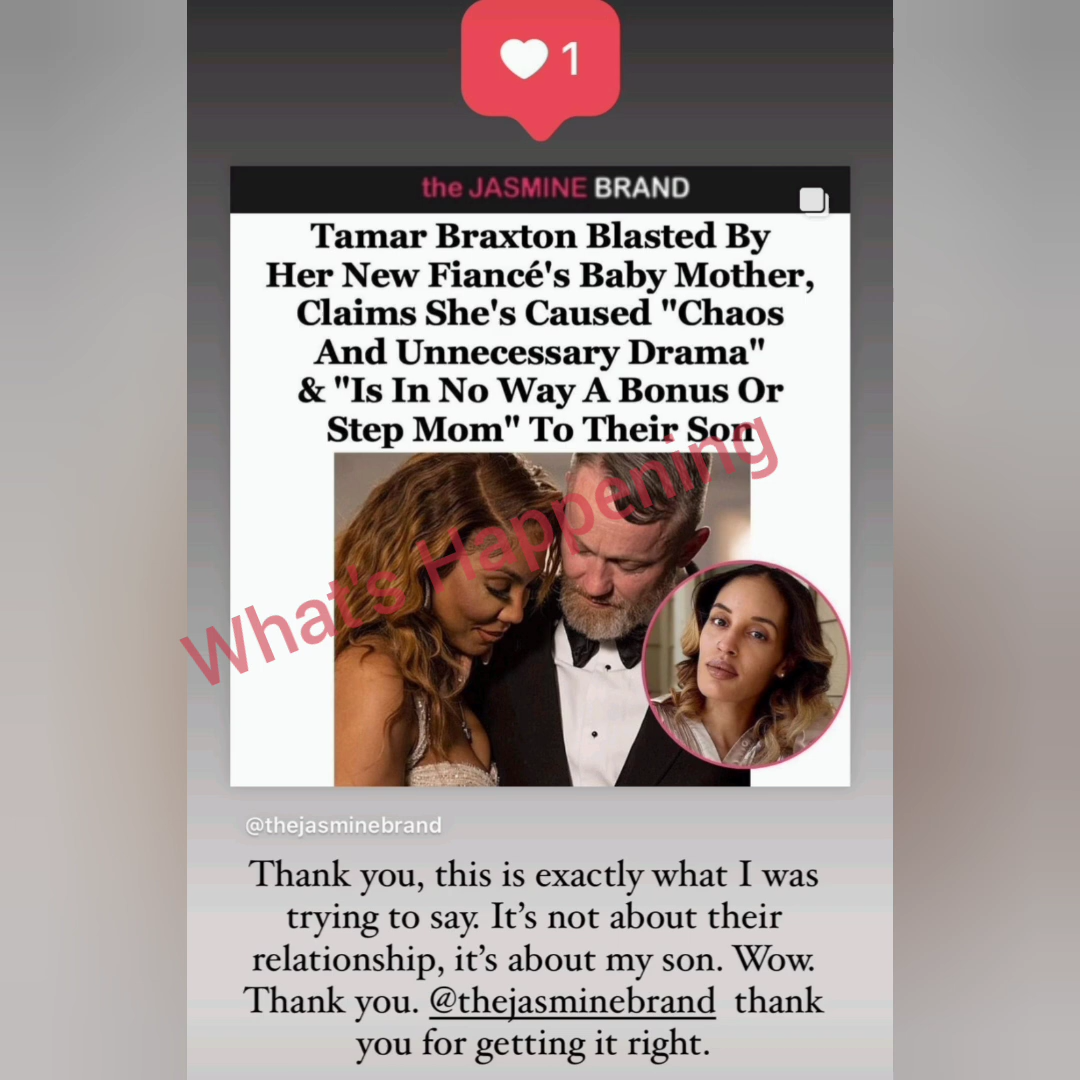 1
the JASMINE BRAND
Tamar Braxton Blasted By
Her New Fiancé's Baby Mother,
Claims She's Caused "Chaos
And Unnecessary Drama"
& "Is In No Way A Bonus Or
Step Mom" To Their Son
What's Happening
@thejasminebrand
Thank you, this is exactly what I was
trying to say. It’s not about their
relationship, it’s about my son. Wow.
Thank you. @thejasminebrand thank
you for getting it right.